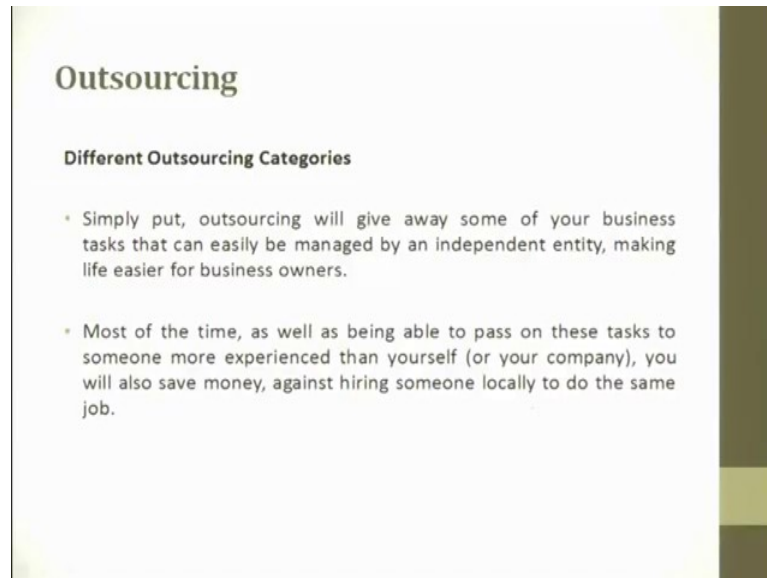 Outsourcing
Different Outsourcing Categories
• Simply put, outsourcing will give away some of your business
tasks that can easily be managed by an independent entity, making
life easier for business owners.
• Most of the time, as well as being able to pass on these tasks to
someone more experienced than yourself (or your company), you
will also save money, against hiring someone locally to do the same
job.